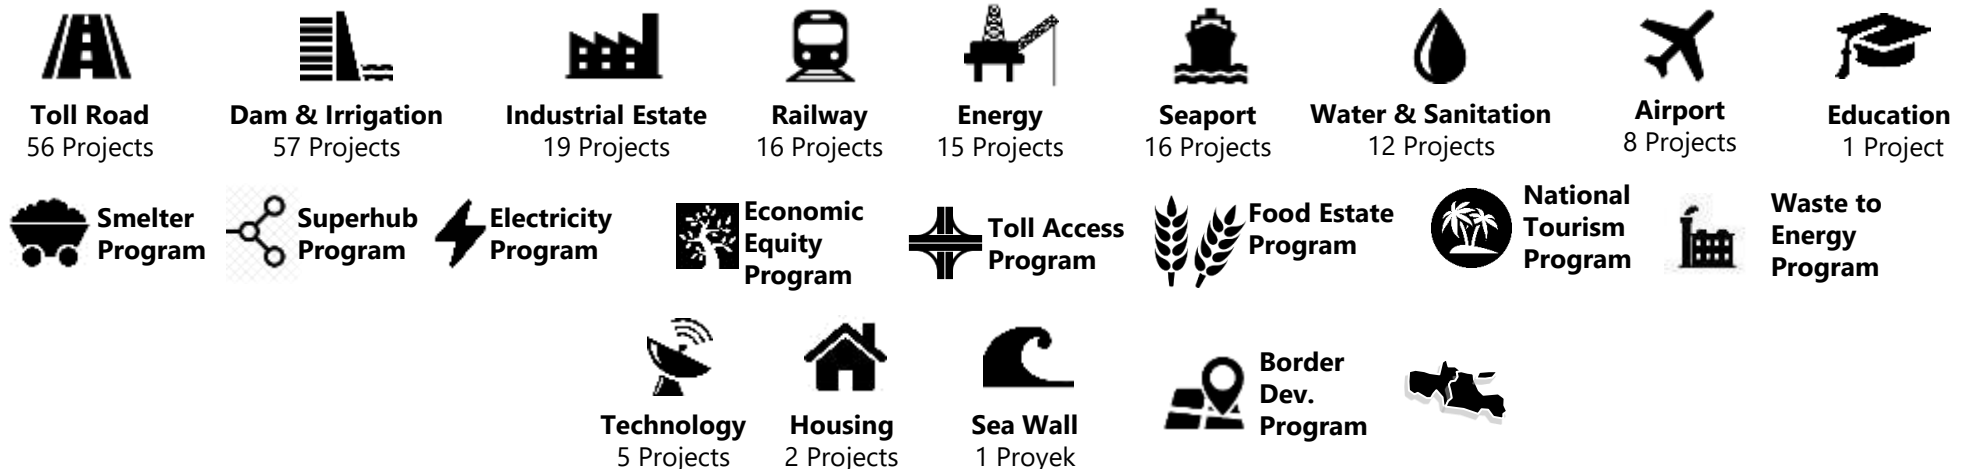 Toll Road
56 Projects
Dam & Irrigation
57 Projects
Industrial Estate
19 Projects
Railway
16 Projects
Energy
15 Projects
Seaport
16 Projects
Water & Sanitation
12 Projects
Airport
8 Projects
Education
1 Project
Smelter
Program
Superhub
Program
Electricity
Program
Economic
Equity
Program
Toll Access
Program
Food Estate
Program
National
Tourism
Program
Waste to
Energy
Program
Technology
5 Projects
Housing
2 Projects
Sea Wall
1 Proyek
Border
Dev.
Program